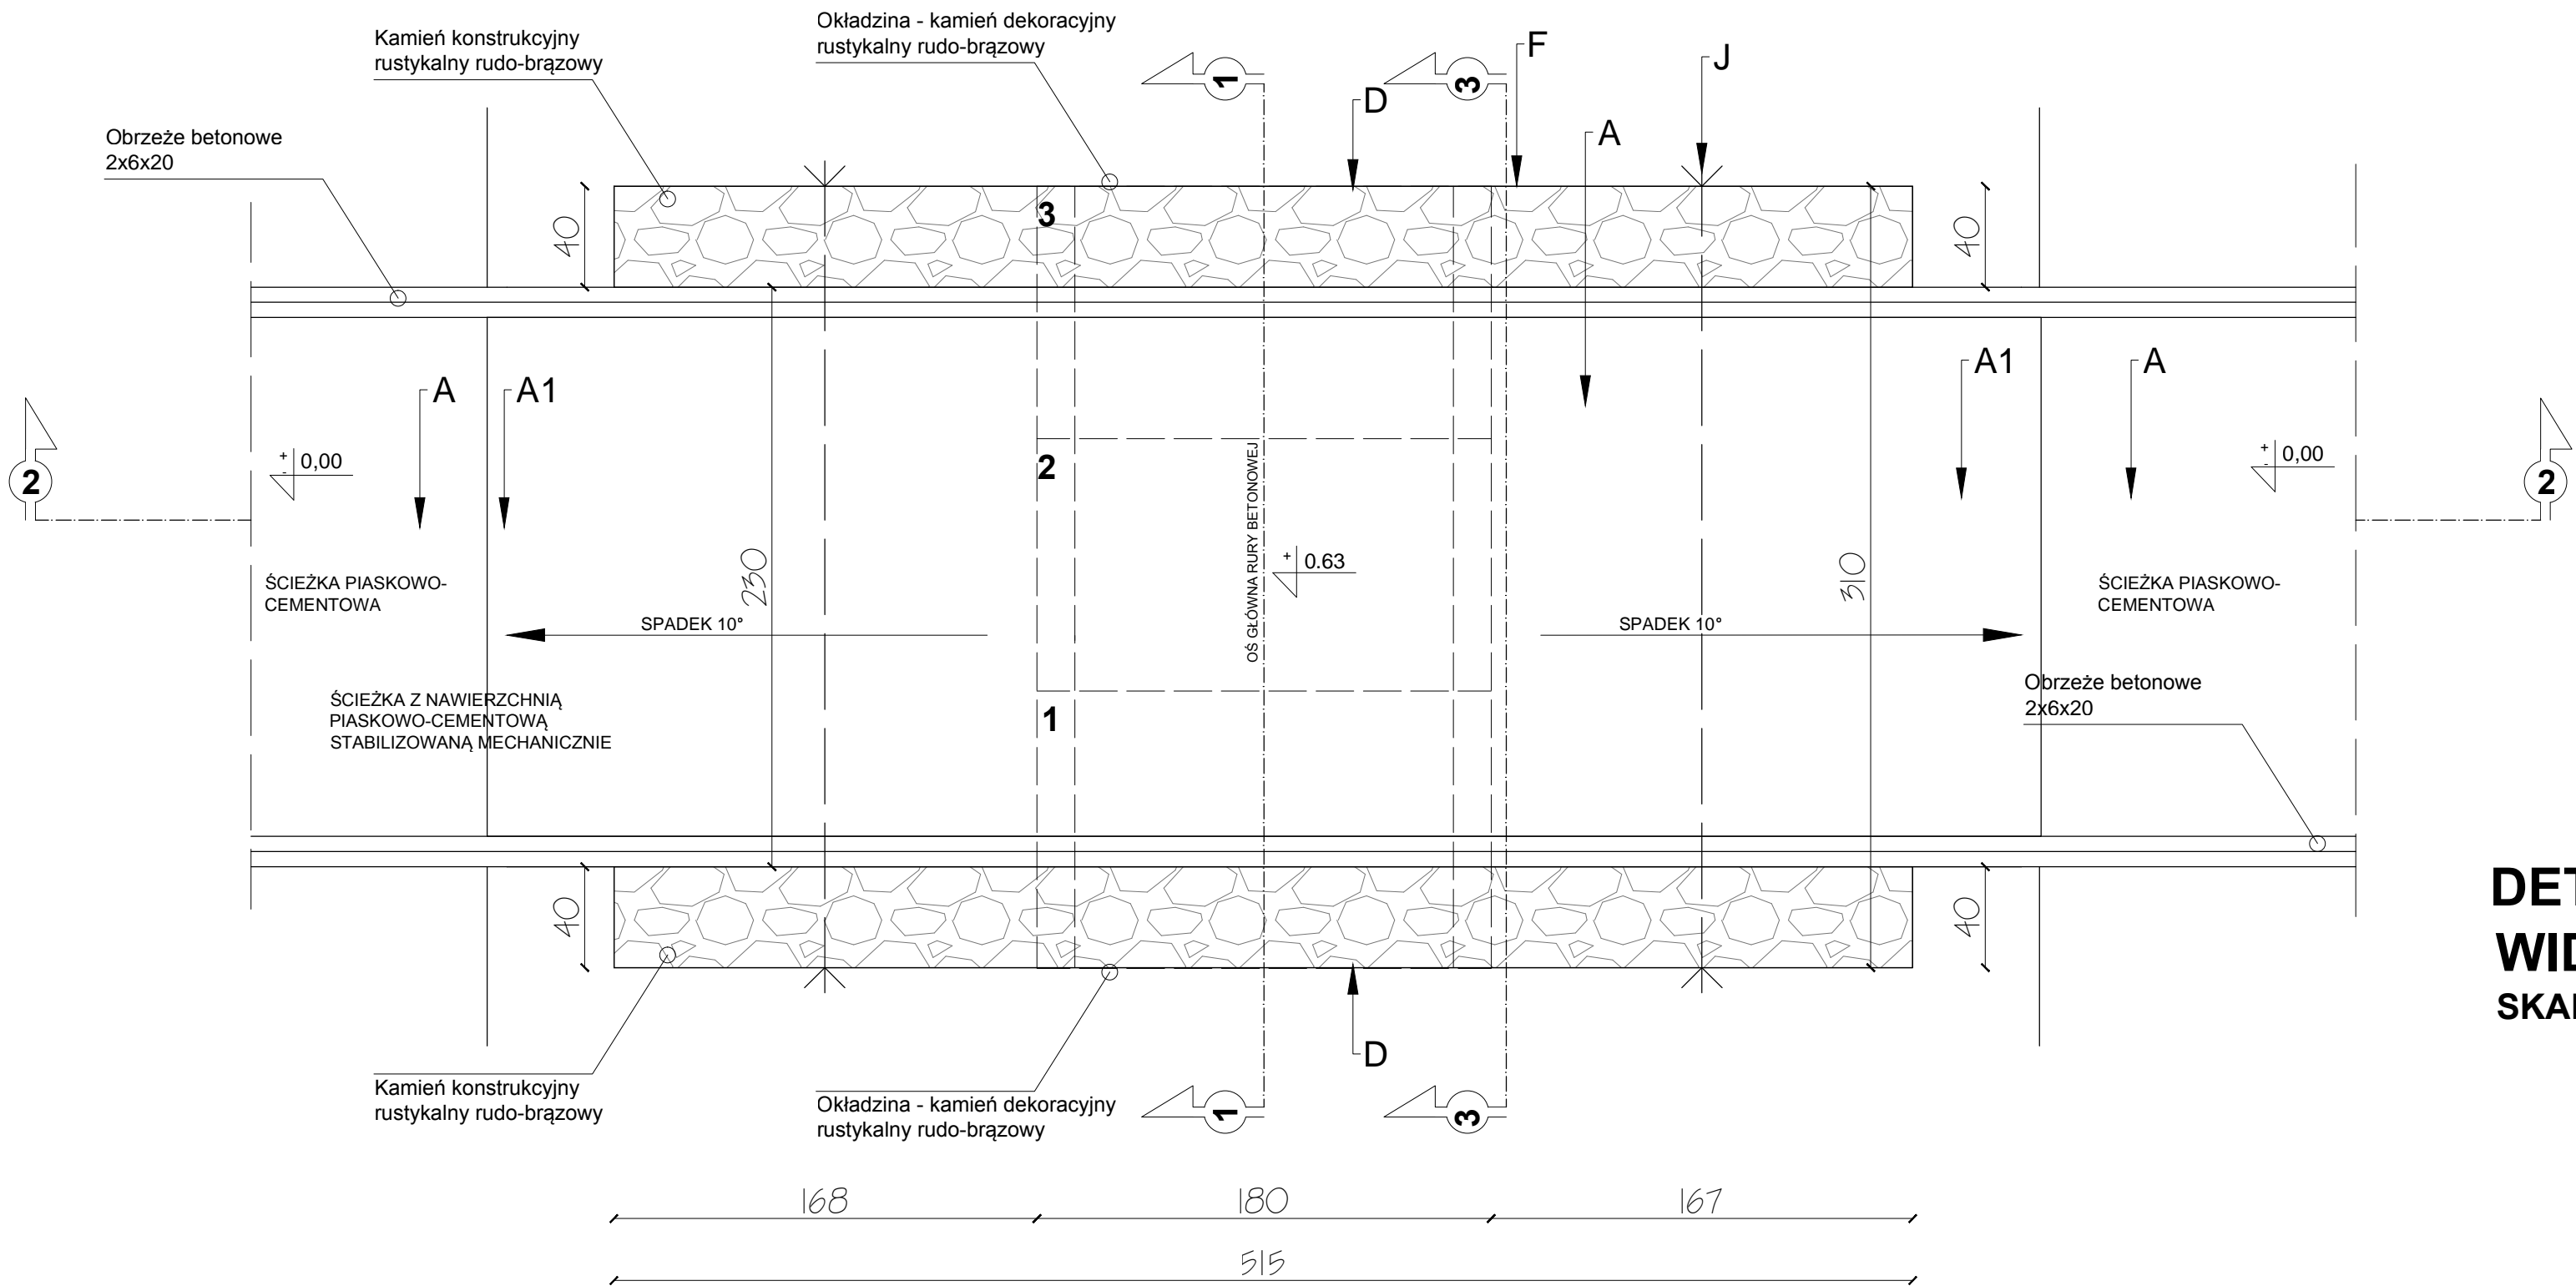 Okładzina - kamień dekoracyjny
rustykalny rudo-brązowy
Kamień konstrukcyjny
rustykalny rudo-brązowy
Obrzeże betonowe
2x6x20
1
3
F
J
D
A
3
40
40
A
A1
A1
A
2
+
- 0,00
2
OŚ GŁÓWNA RURY BETONOWEJ
+
- 0,00
2
230
+ 0.63
310
ŚCIEŻKA PIASKOWO-
CEMENTOWA
ŚCIEŻKA PIASKOWO-
CEMENTOWA
SPADEK 10°
SPADEK 10°
ŚCIEŻKA Z NAWIERZCHNIĄ
PIASKOWO-CEMENTOWĄ
STABILIZOWANĄ MECHANICZNIE
1
Obrzeże betonowe
2x6x20
40
40
DET
WID
SKA
D
Kamień konstrukcyjny
rustykalny rudo-brązowy
Okładzina - kamień dekoracyjny
rustykalny rudo-brązowy
1
3
168
180
167
515